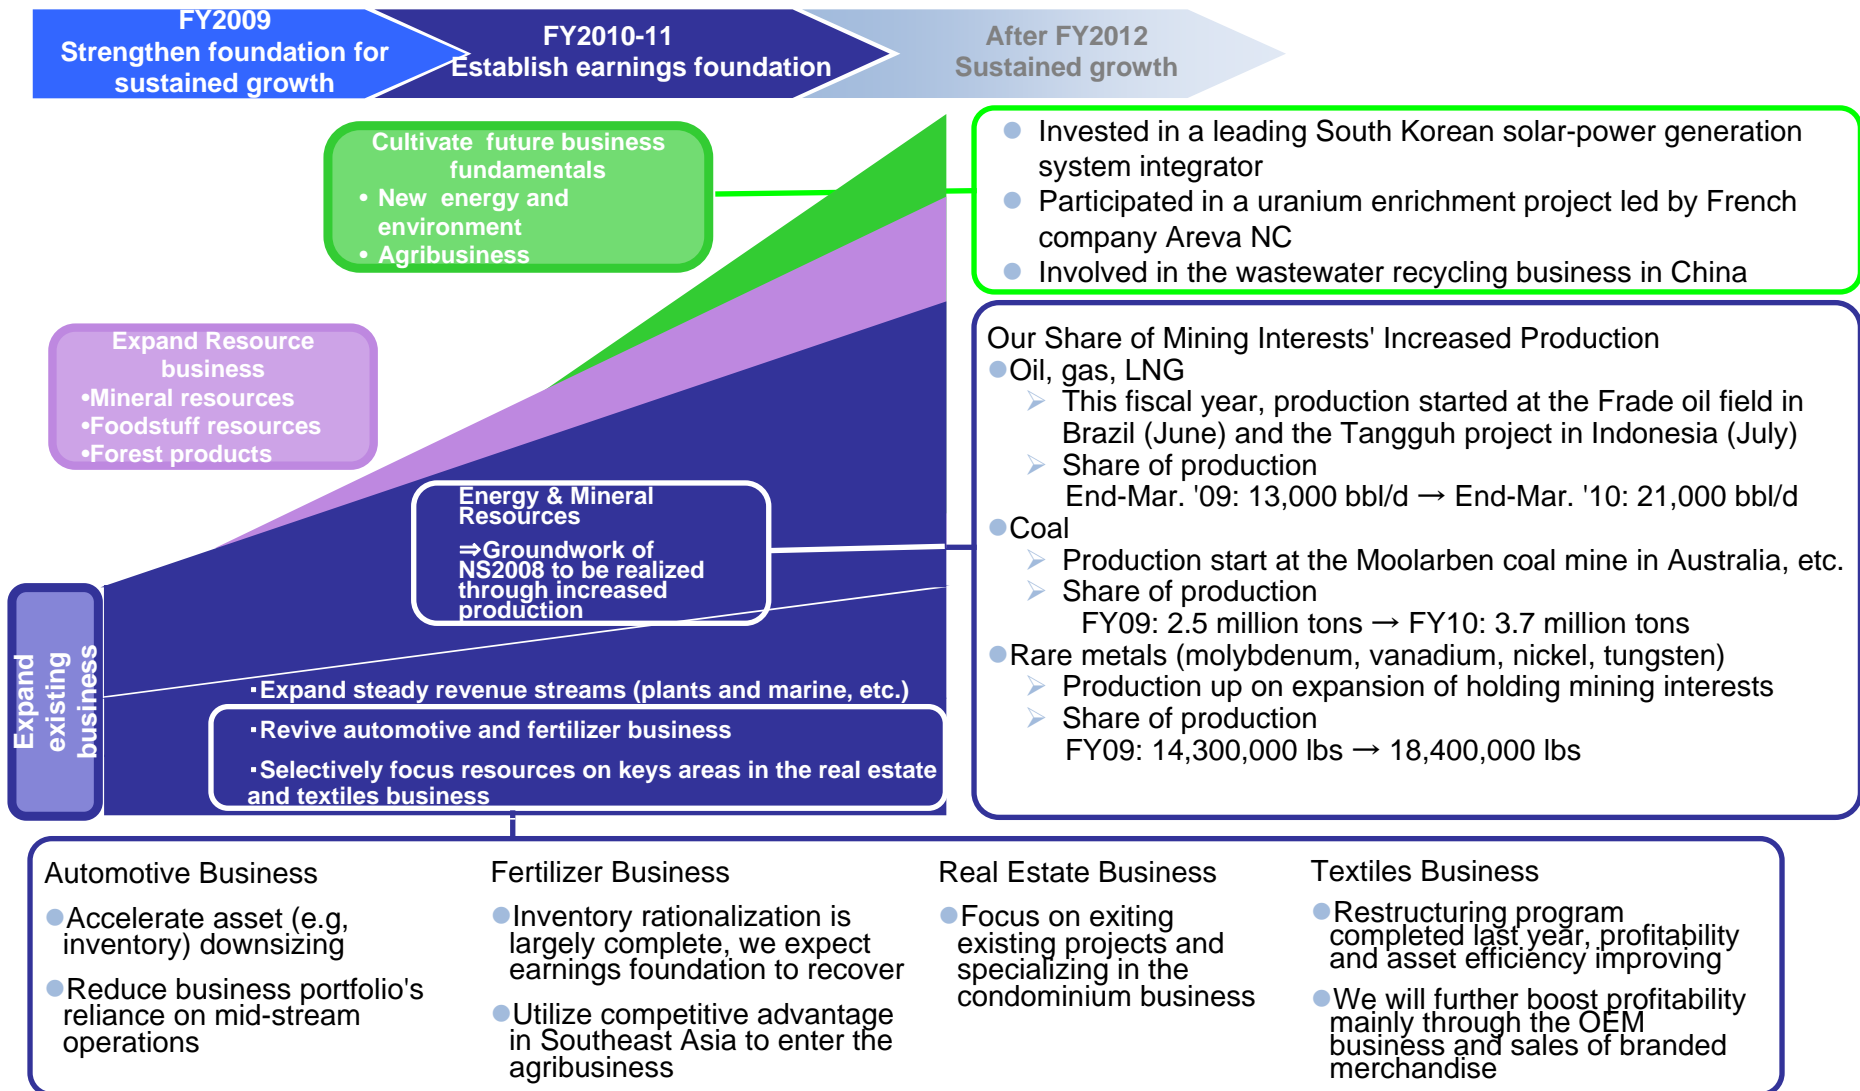 FY2009
Strengthen foundation for
sustained growth
FY2010-11
Establish earnings foundation
After FY2012
Sustained growth
Cultivate future business
fundamentals
• New energy and
environment
• Agribusiness
Invested in a leading South Korean solar-power generation
system integrator
Participated in a uranium enrichment project led by French
company Areva NC
Involved in the wastewater recycling business in China
Expand Resource
business
•Mineral resources
•Foodstuff resources
•Forest products
Energy & Mineral
Resources
⇒Groundwork of
NS2008 to be realized
through increased
production
Our Share of Mining Interests' Increased Production
Oil, gas, LNG
➢ This fiscal year, production started at the Frade oil field in
Brazil (June) and the Tangguh project in Indonesia (July)
➢ Share of production
End-Mar. '09: 13,000 bbl/d → End-Mar. '10: 21,000 bbl/d
Coal
➢ Production start at the Moolarben coal mine in Australia, etc.
➢ Share of production
FY09: 2.5 million tons → FY10: 3.7 million tons
Rare metals (molybdenum, vanadium, nickel, tungsten)
➢ Production up on expansion of holding mining interests
➢ Share of production
FY09: 14,300,000 lbs → 18,400,000 lbs
Expand
existing
business
・Expand steady revenue streams (plants and marine, etc.)
・Revive automotive and fertilizer business
・Selectively focus resources on keys areas in the real estate
and textiles business
Automotive Business
Accelerate asset (e.g,
inventory) downsizing
Reduce business portfolio's
reliance on mid-stream
operations
Fertilizer Business
Inventory rationalization is
largely complete, we expect
earnings foundation to recover
Utilize competitive advantage
in Southeast Asia to enter the
agribusiness
Real Estate Business
Focus on exiting
existing projects and
specializing in the
condominium business
Textiles Business
Restructuring program
completed last year, profitability
and asset efficiency improving
We will further boost profitability
mainly through the OEM
business and sales of branded
merchandise